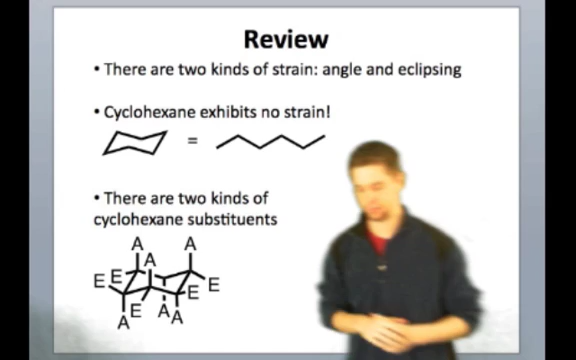 Review
• There are two kinds of strain: angle and eclipsing
• Cyclohexane exhibits no strain!
=
• There are two kinds of
cyclohexane substituents
A A
A
E E E
E
E A A
A